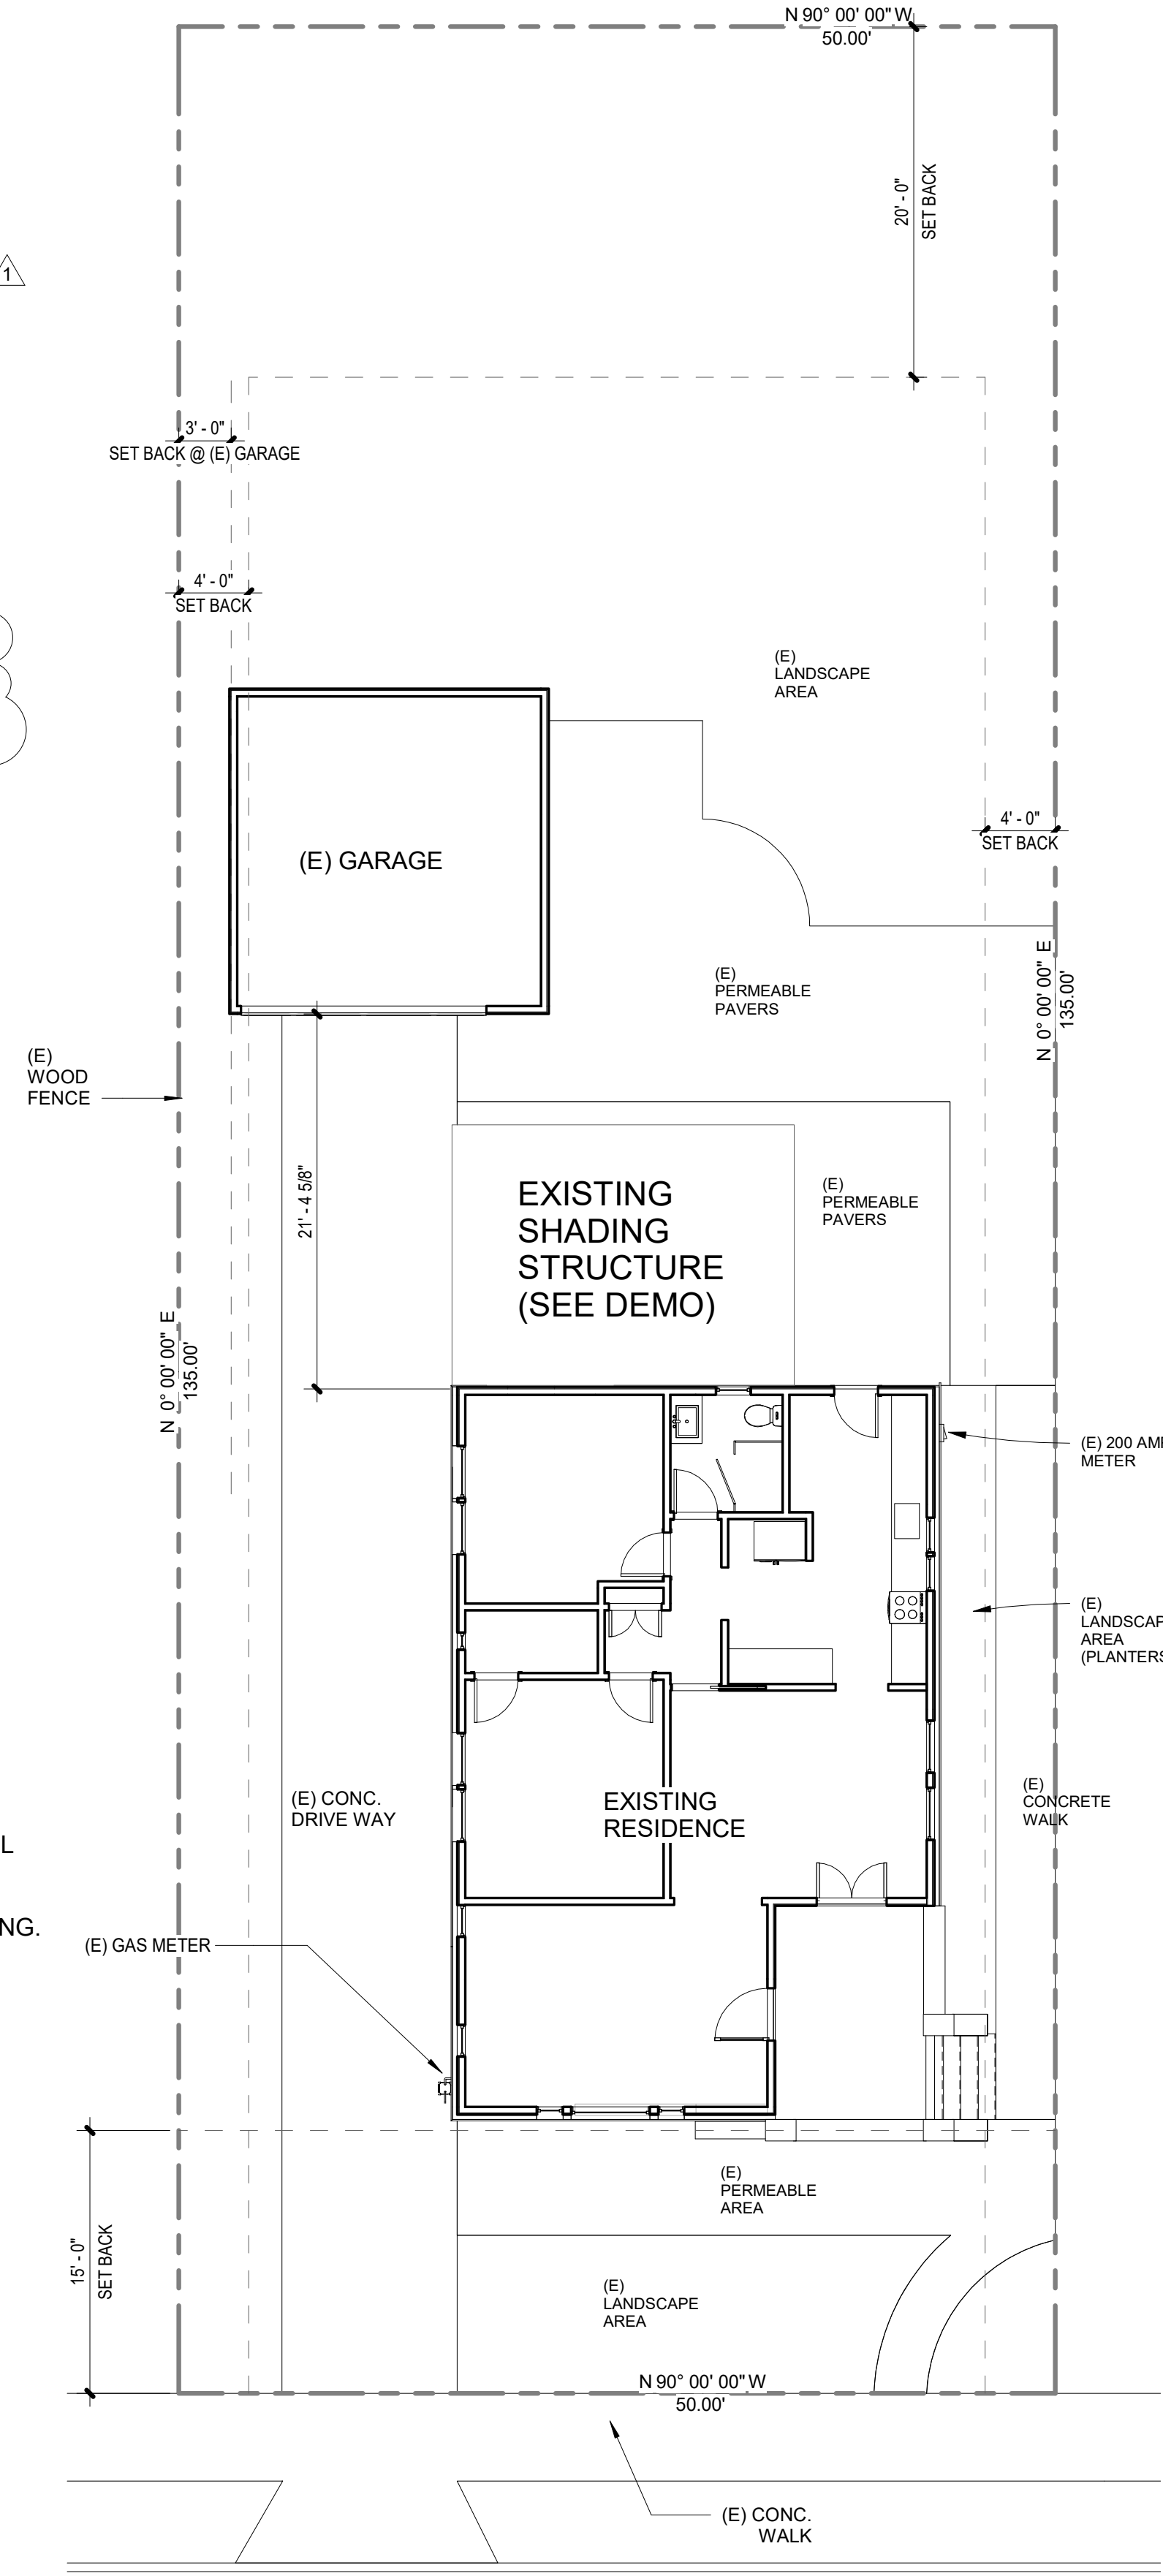 N 90° 00' 00" W
50.00'
20' - 0"
SET BACK
1
3' - 0"
SET BACK @ (E) GARAGE
4' - 0"
SET BACK
(E)
LANDSCAPE
AREA
4' - 0"
SET BACK
(E) GARAGE
N 0° 00' 00" E
135.00'
(E)
PERMEABLE
PAVERS
(E)
WOOD
FENCE
21' - 4 5/8"
EXISTING
SHADING
STRUCTURE
(SEE DEMO)
(E)
PERMEABLE
PAVERS
N 0° 00' 00" E
135.00'
(E) 200 AM
METER
(E)
LANDSCAP
AREA
(PLANTERS
(E) CONC.
DRIVE WAY
EXISTING
RESIDENCE
(E)
CONCRETE
WALK
L
NG.
(E) GAS METER
(E)
PERMEABLE
AREA
15' - 0"
SET BACK
(E)
LANDSCAPE
AREA
N 90° 00' 00" W
50.00'
(E) CONC.
WALK